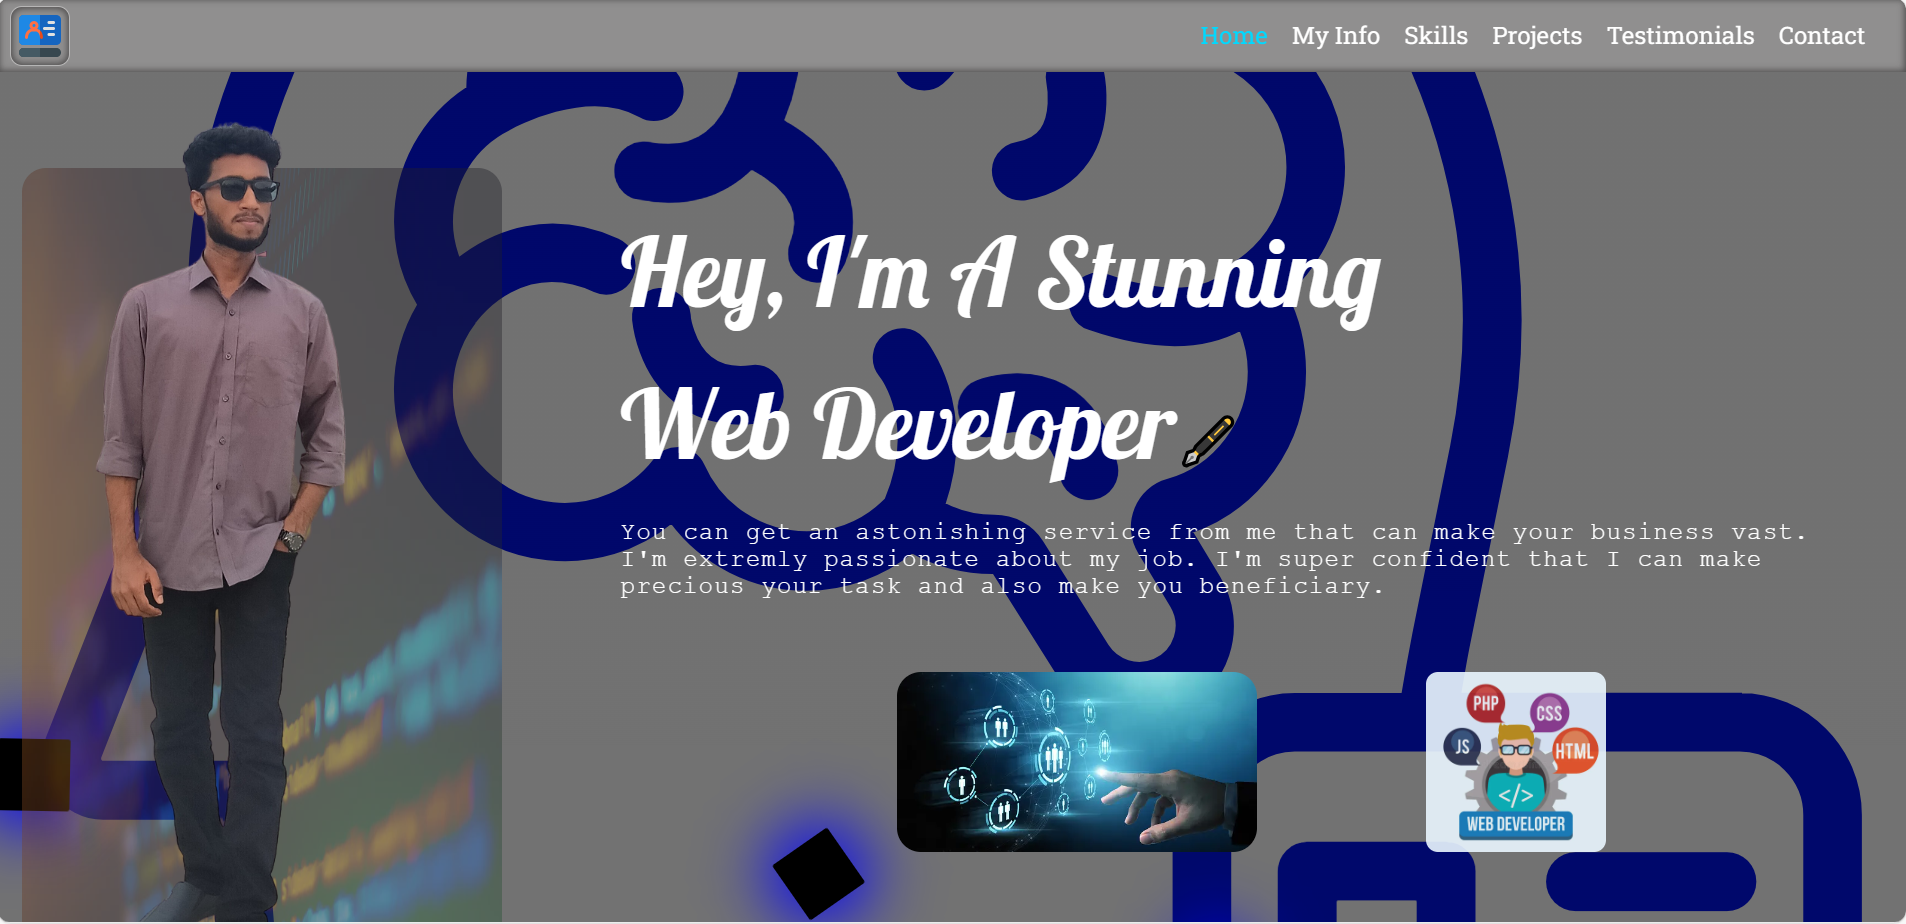 Home My Info Skills Projects Testimonials Contact
Hey, I'm A Stunning
Web Developer
You can get an astonishing service from me that can make your business vast.
I'm extremly passionate about my job. I'm super confident that I can make
precious your task and also make you beneficiary.
PHP
CSS
JS
HTML
</>
WEB DEVELOPER